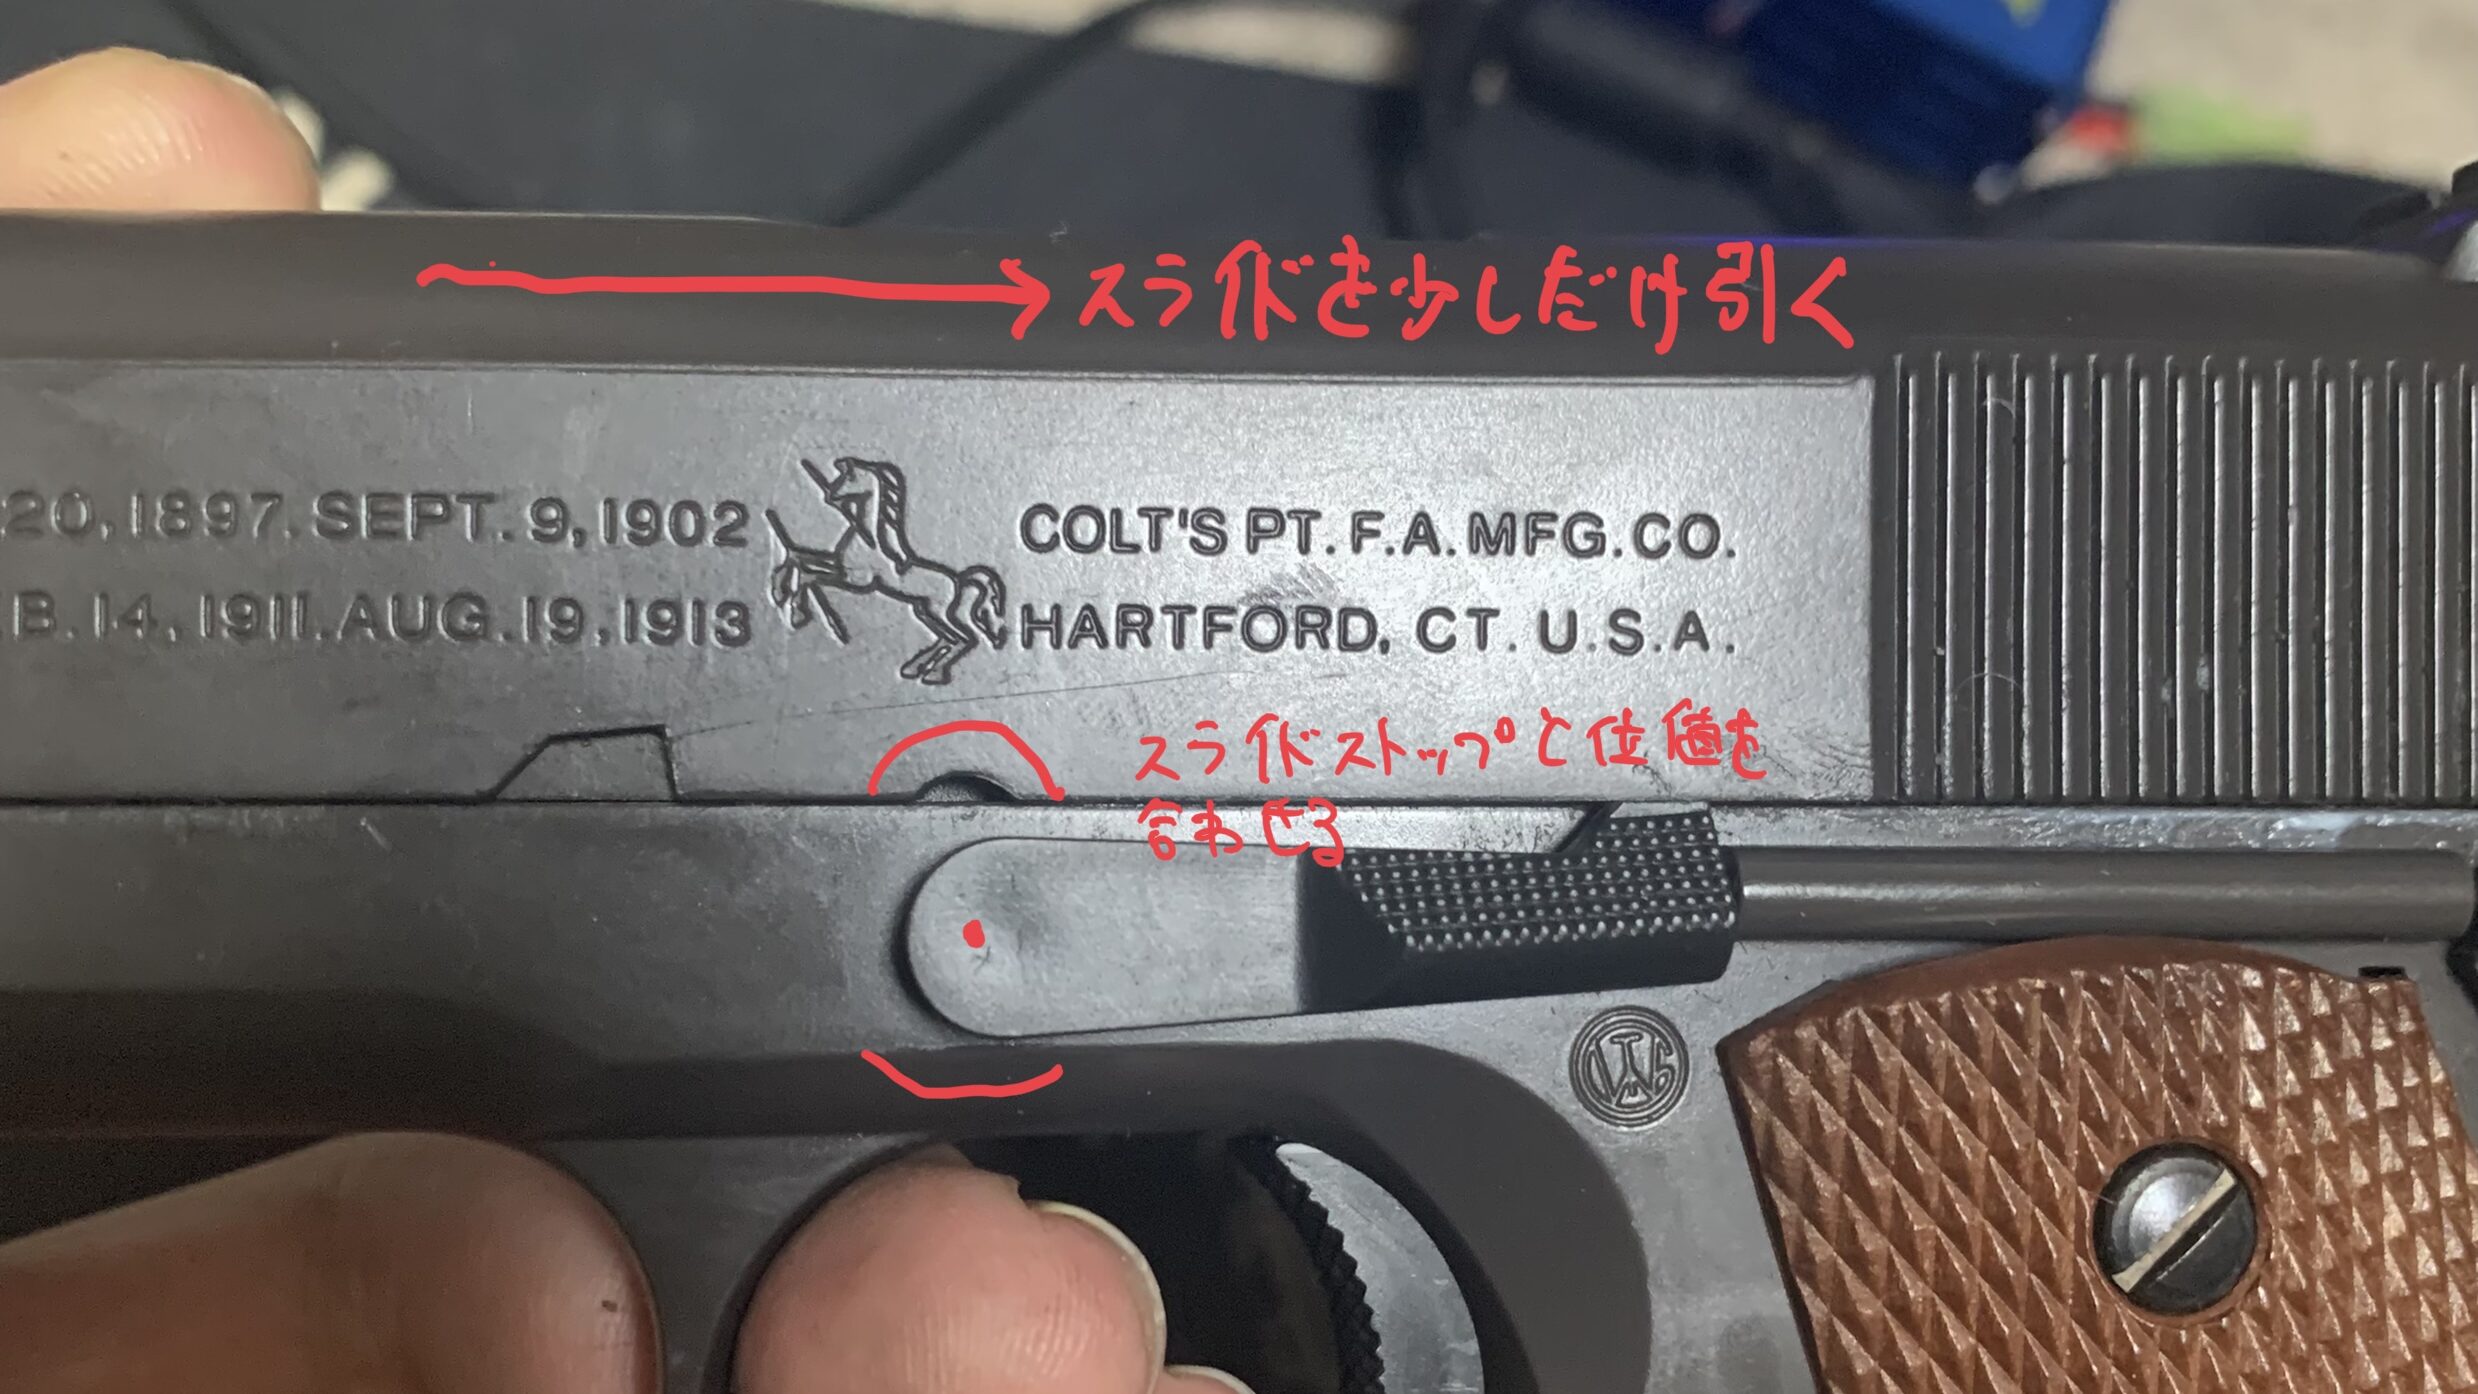 スライドを少しだけ引く
20, 1897. SEPT. 9, 1902
COLT'S PT. F.A. MFG. CO.
B. 14, 1911. AUG. 19, 1913
HARTFORD, CT. U.S.A.
スライドストップと位置を
合わせる